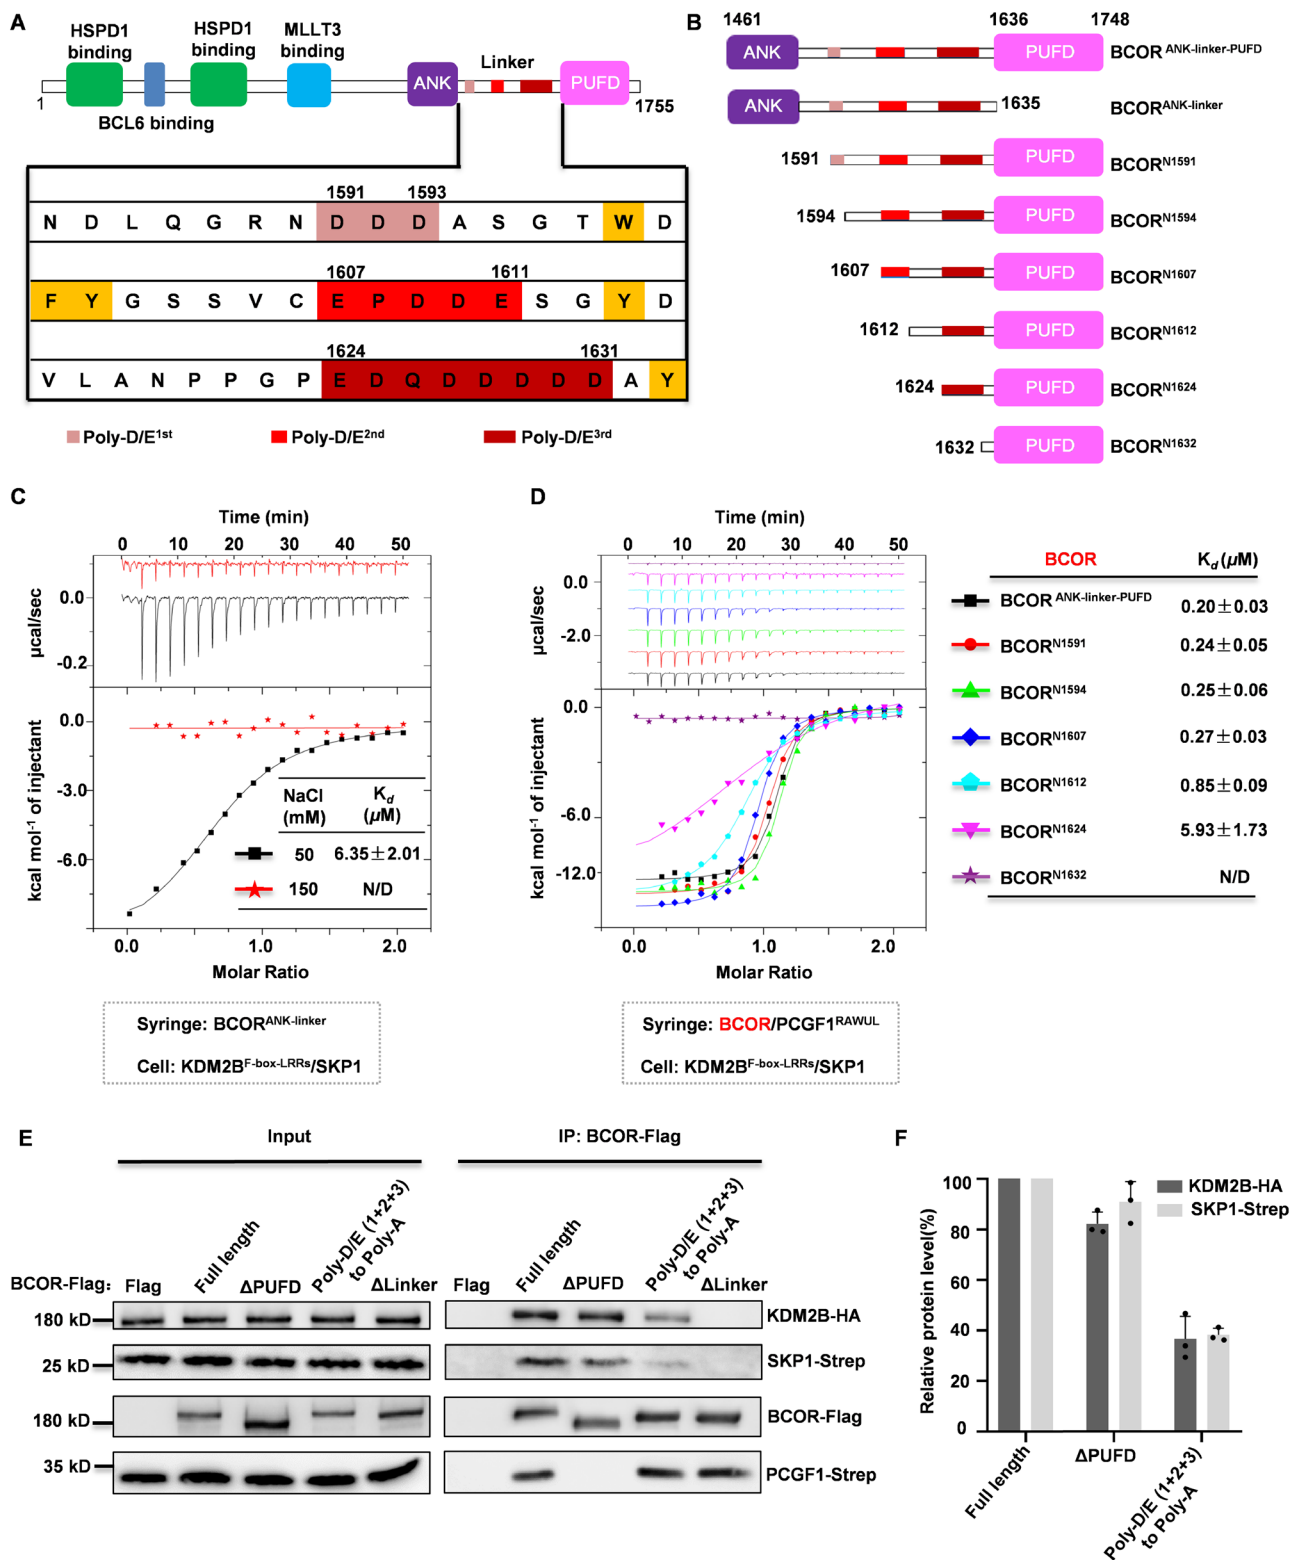 A
HSPD1 binding
HSPD1 binding
MLLT3 binding
ANK
Linker
PUFD
1
1755
BCL6 binding
1591 1593
N D L Q G R N D D D A S G T W D
1607 1611
F Y G S S V C E P D D E S G Y D
1624 1631
V L A N P P G P E D Q D D D D D A Y
Poly-D/E1st Poly-D/E2nd Poly-D/E3rd
B
1461 1636 1748
ANK PUFD BCOR ANK-linker-PUFD
ANK 1635 BCORANK-linker
1591 PUFD BCORN1591
1594 PUFD BCORN1594
1607 PUFD BCORN1607
1612 PUFD BCORN1612
1624 PUFD BCORN1624
1632 PUFD BCORN1632
C
Time (min)
0 10 20 30 40 50
µcal/sec
0.0
-0.2
kcal mol-1 of injectant
0.0
-3.0
-6.0
NaCl (mM) Kd (µM)
50 6.35±2.01
150 N/D
0.0 1.0 2.0
Molar Ratio
Syringe: BCORANK-linker
Cell: KDM2BF-box-LRRs/SKP1
D
Time (min)
0 10 20 30 40 50
µcal/sec
0.0
-2.0
kcal mol-1 of injectant
0.0
-6.0
-12.0
0.0 1.0 2.0
Molar Ratio
Syringe: BCOR/PCGF1RAWUL
Cell: KDM2BF-box-LRRs/SKP1
BCOR Kd (µM)
BCOR ANK-linker-PUFD 0.20±0.03
BCORN1591 0.24±0.05
BCORN1594 0.25±0.06
BCORN1607 0.27±0.03
BCORN1612 0.85±0.09
BCORN1624 5.93±1.73
BCORN1632 N/D
E
Input IP: BCOR-Flag
BCOR-Flag: Flag Full length ΔPUFD Poly-D/E (1+2+3) to Poly-A ΔLinker Flag Full length ΔPUFD Poly-D/E (1+2+3) to Poly-A ΔLinker
180 kD KDM2B-HA
25 kD SKP1-Strep
180 kD BCOR-Flag
35 kD PCGF1-Strep
F
Relative protein level(%)
100
80
60
40
20
0
KDM2B-HA
SKP1-Strep
Full length
ΔPUFD
Poly-D/E (1+2+3) to Poly-A